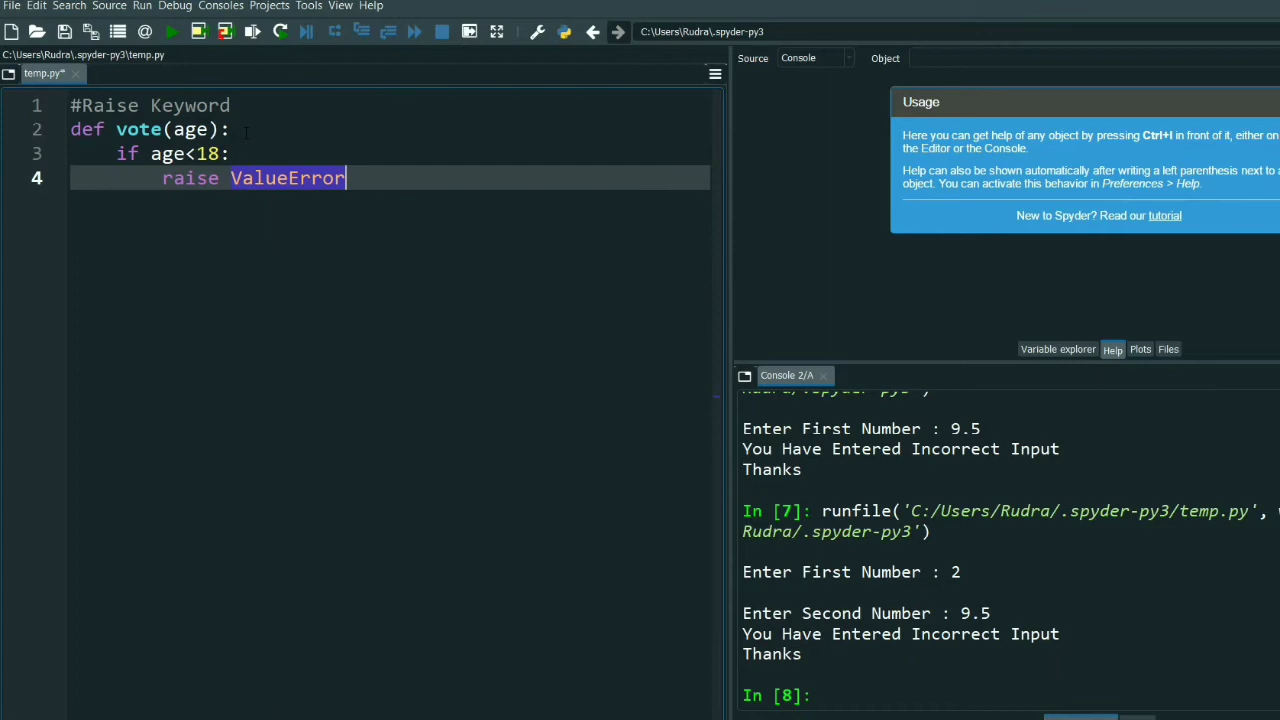 File Edit Search Source Run Debug Consoles Projects Tools View Help
C:\Users\Rudra\.spyder-py3
C:\Users\Rudra\.spyder-py3\temp.py
temp.py*
1 #Raise Keyword
2 def vote(age):
3 if age<18:
4 raise ValueError
Source Console Object
Usage
Here you can get help of any object by pressing Ctrl+I in front of it, either on
the Editor or the Console.
Help can also be shown automatically after writing a left parenthesis next to a
object. You can activate this behavior in Preferences > Help.
New to Spyder? Read our tutorial
Variable explorer Help Plots Files
Console 2/A
Rudra/.spyder-py3')
Enter First Number : 9.5
You Have Entered Incorrect Input
Thanks
In [7]: runfile('C:/Users/Rudra/.spyder-py3/temp.py',
Rudra/.spyder-py3')
Enter First Number : 2
Enter Second Number : 9.5
You Have Entered Incorrect Input
Thanks
In [8]: